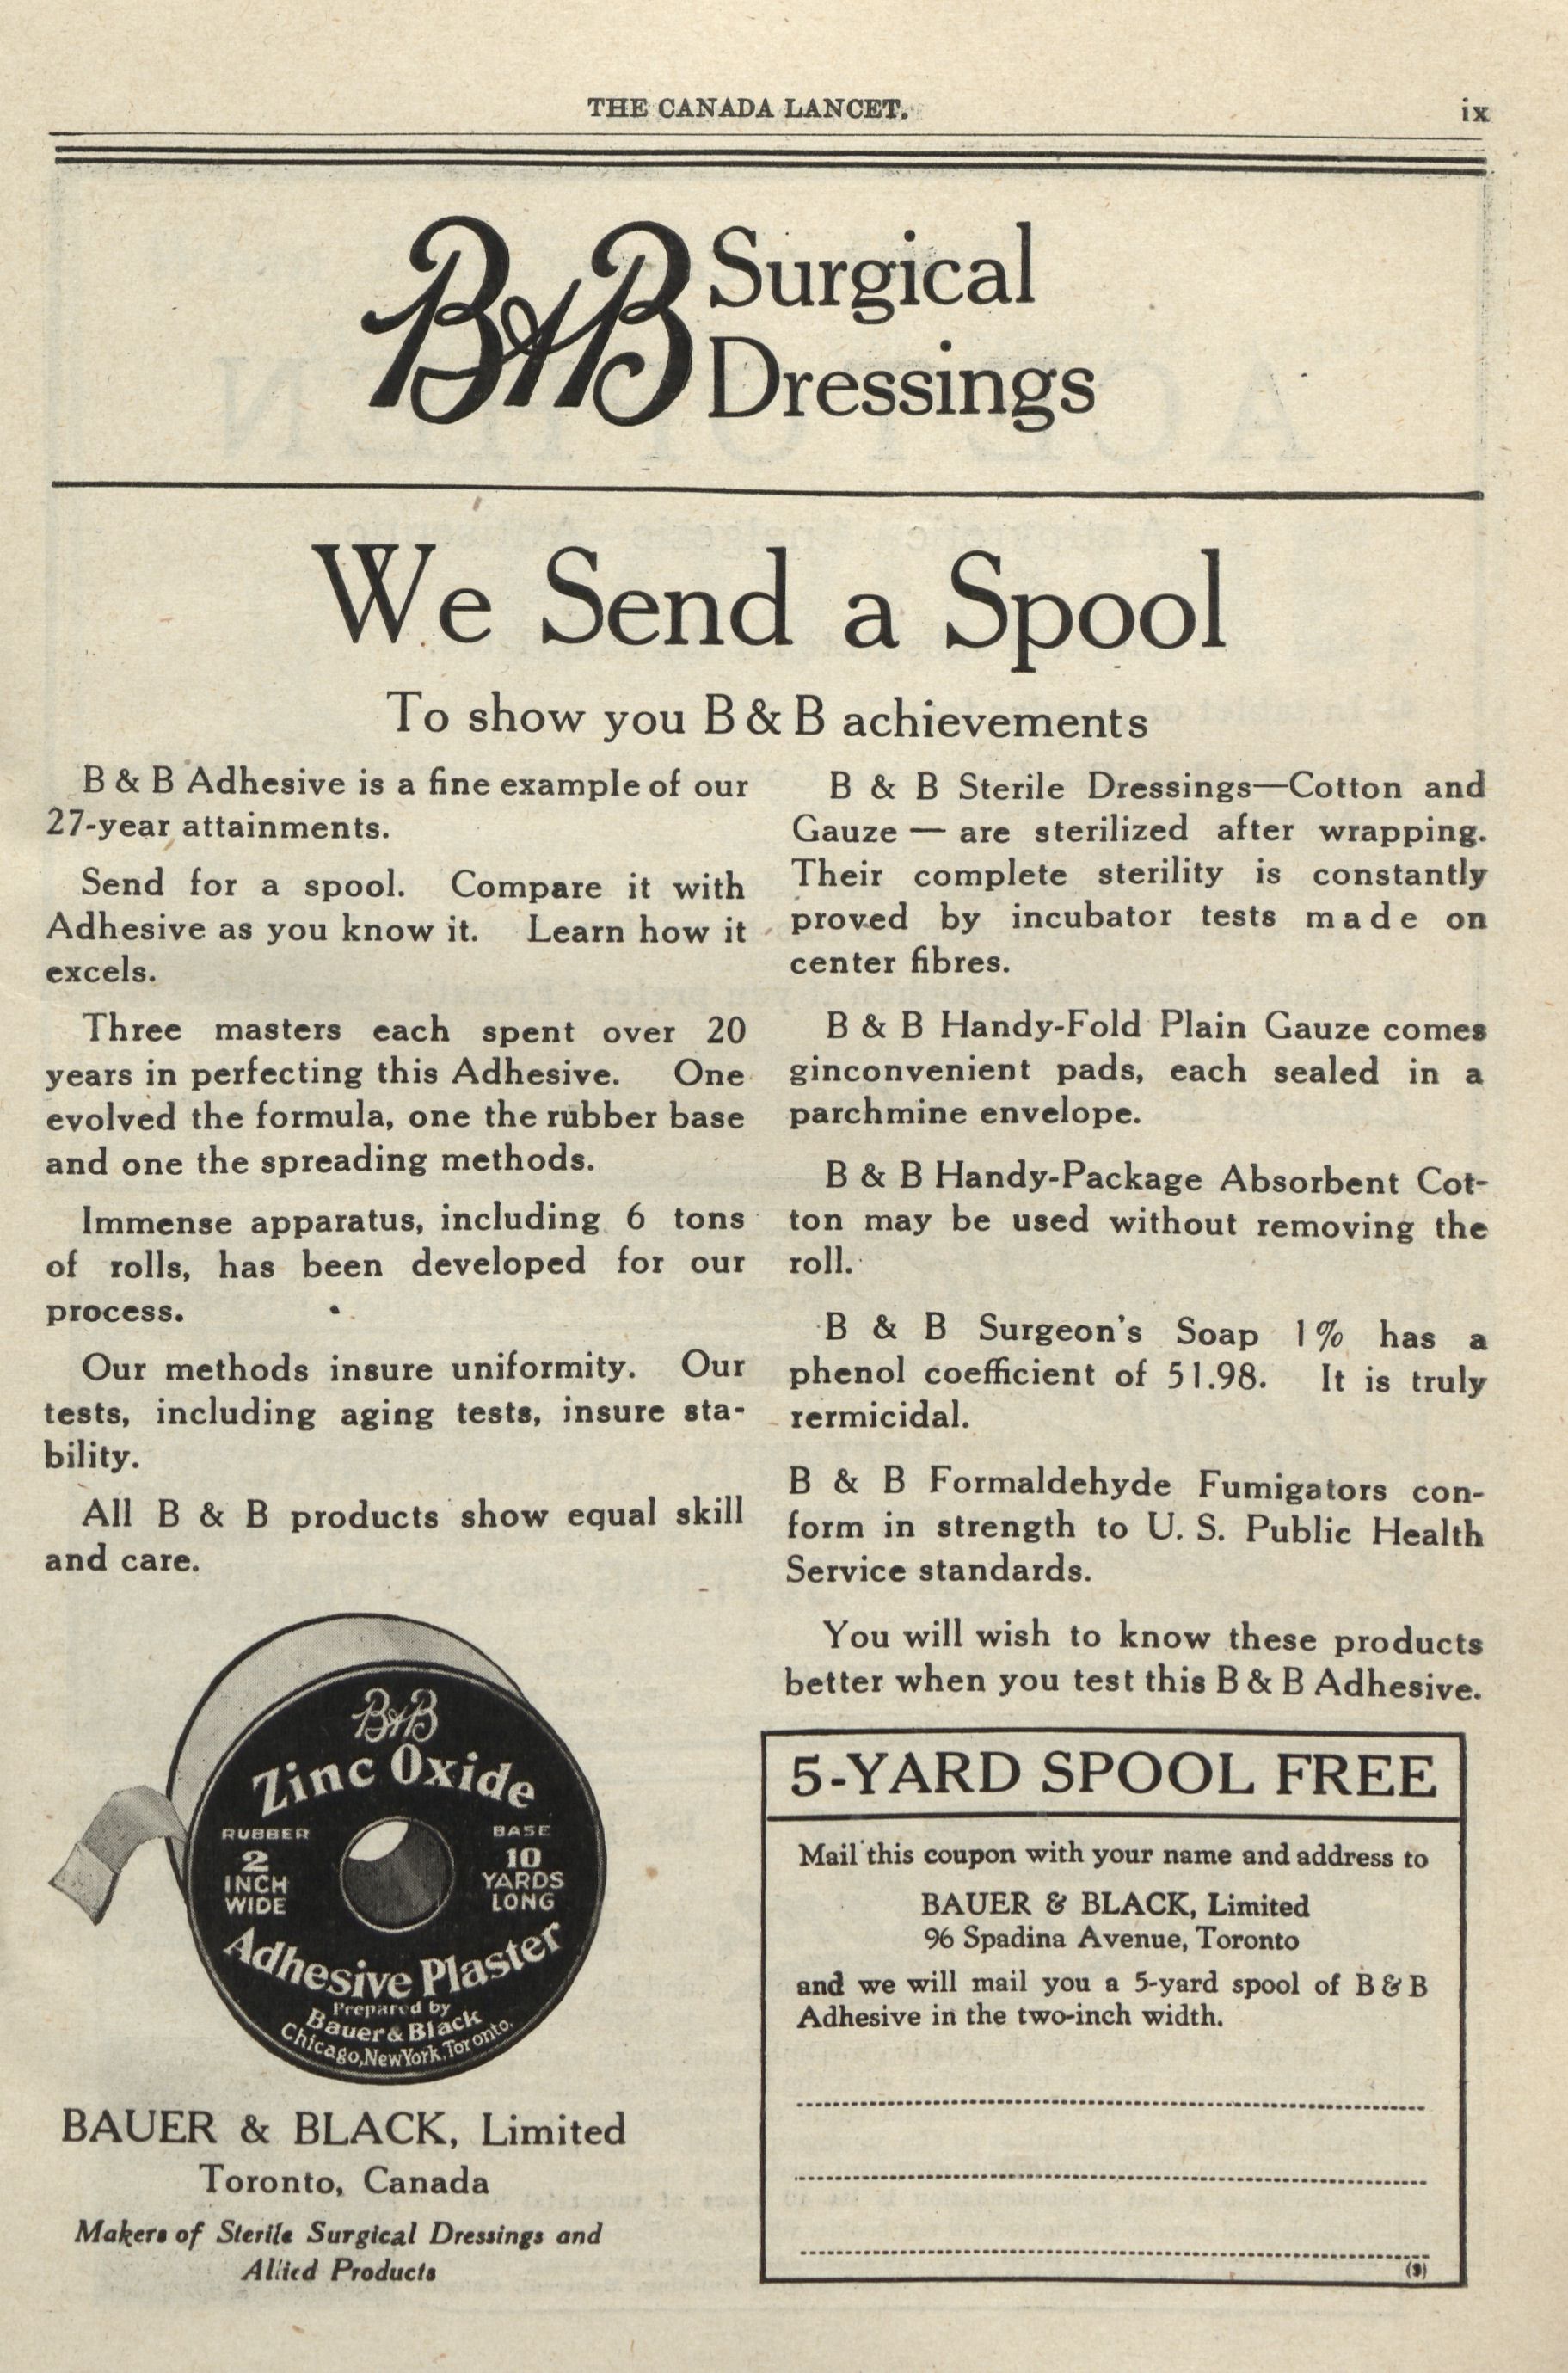 THE CANADA LANCET.
ix
B&B Surgical
Dressings
We Send a Spool
To show you B & B achievements
B & B Adhesive is a fine example of our
27-year attainments.
Send for a spool. Compare it with
Adhesive as you know it. Learn how it
excels.
Three masters each spent over 20
years in perfecting this Adhesive. One
evolved the formula, one the rubber base
and one the spreading methods.
Immense apparatus, including 6 tons
of rolls, has been developed for our
process.
Our methods insure uniformity. Our
tests, including aging tests, insure sta-
bility.
All B & B products show equal skill
and care.
B & B Sterile Dressings—Cotton and
Gauze — are sterilized after wrapping.
Their complete sterility is constantly
proved by incubator tests made on
center fibres.
B & B Handy-Fold Plain Gauze comes
ginconvenient pads, each sealed in a
parchmine envelope.
B & B Handy-Package Absorbent Cot-
ton may be used without removing the
roll.
B & B Surgeon's Soap 1% has a
phenol coefficient of 51.98. It is truly
rermicidal.
B & B Formaldehyde Fumigators con-
form in strength to U. S. Public Health
Service standards.
You will wish to know these products
better when you test this B & B Adhesive.
B&B
Zinc Oxide
RUBBER BASE
2 INCH WIDE
10 YARDS LONG
Adhesive Plaster
Prepared by
Bauer & Black
Chicago, New York, Toronto.
BAUER & BLACK, Limited
Toronto, Canada
Makers of Sterile Surgical Dressings and
Allied Products
5-YARD SPOOL FREE
Mail this coupon with your name and address to
BAUER & BLACK, Limited
96 Spadina Avenue, Toronto
and we will mail you a 5-yard spool of B & B
Adhesive in the two-inch width.
(9)